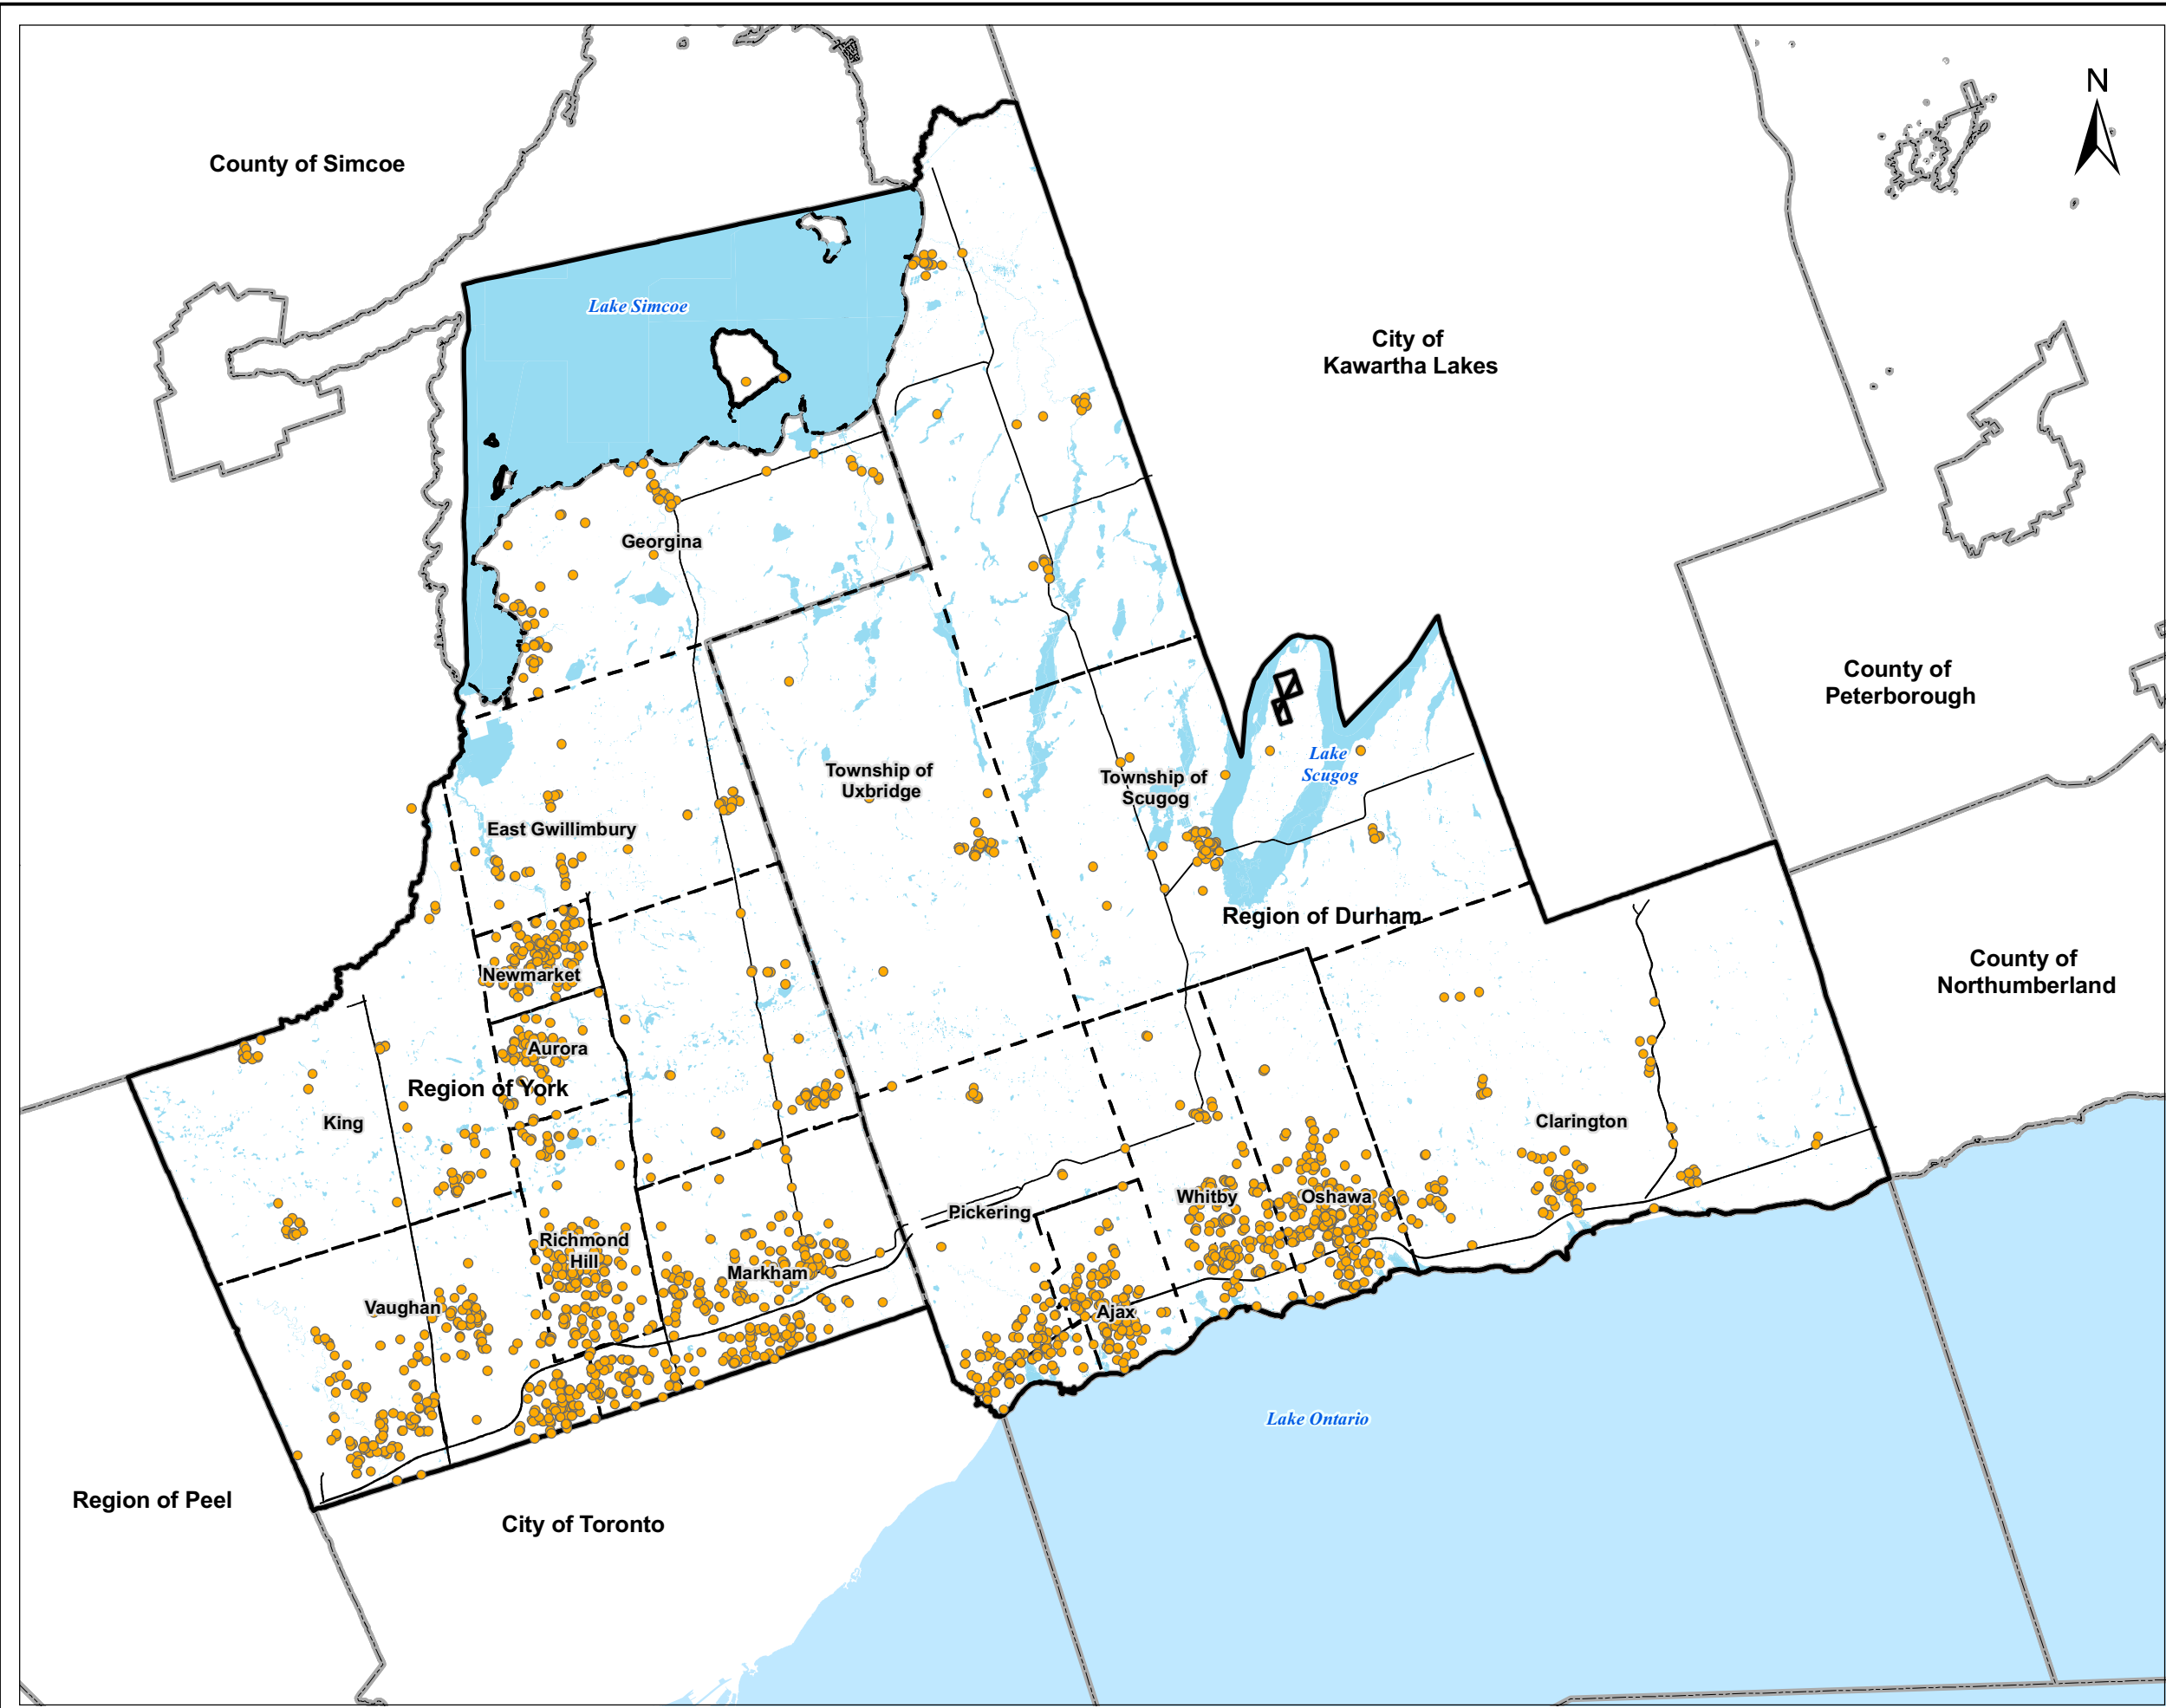 N
County of Simcoe
Lake Simcoe
City of
Kawartha Lakes
Georgina
County of
Peterborough
Township of
Uxbridge
Township of
Scugog
Lake
Scugog
East Gwillimbury
Region of Durham
Newmarket
County of
Northumberland
Aurora
Region of York
King
Clarington
Pickering
Whitby
Oshawa
Richmond
Hill
Markham
Vaughan
Ajax
Lake Ontario
Region of Peel
City of Toronto